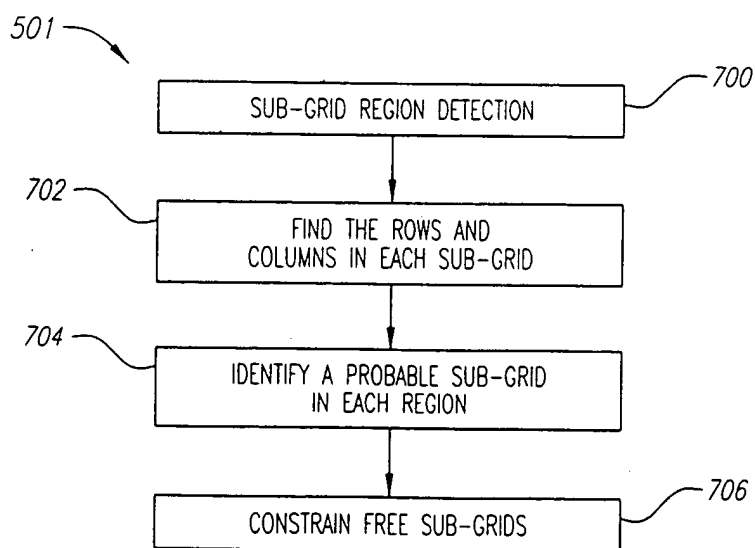 501
700
SUB-GRID REGION DETECTION
702
FIND THE ROWS AND
COLUMNS IN EACH SUB-GRID
704
IDENTIFY A PROBABLE SUB-GRID
IN EACH REGION
706
CONSTRAIN FREE SUB-GRIDS